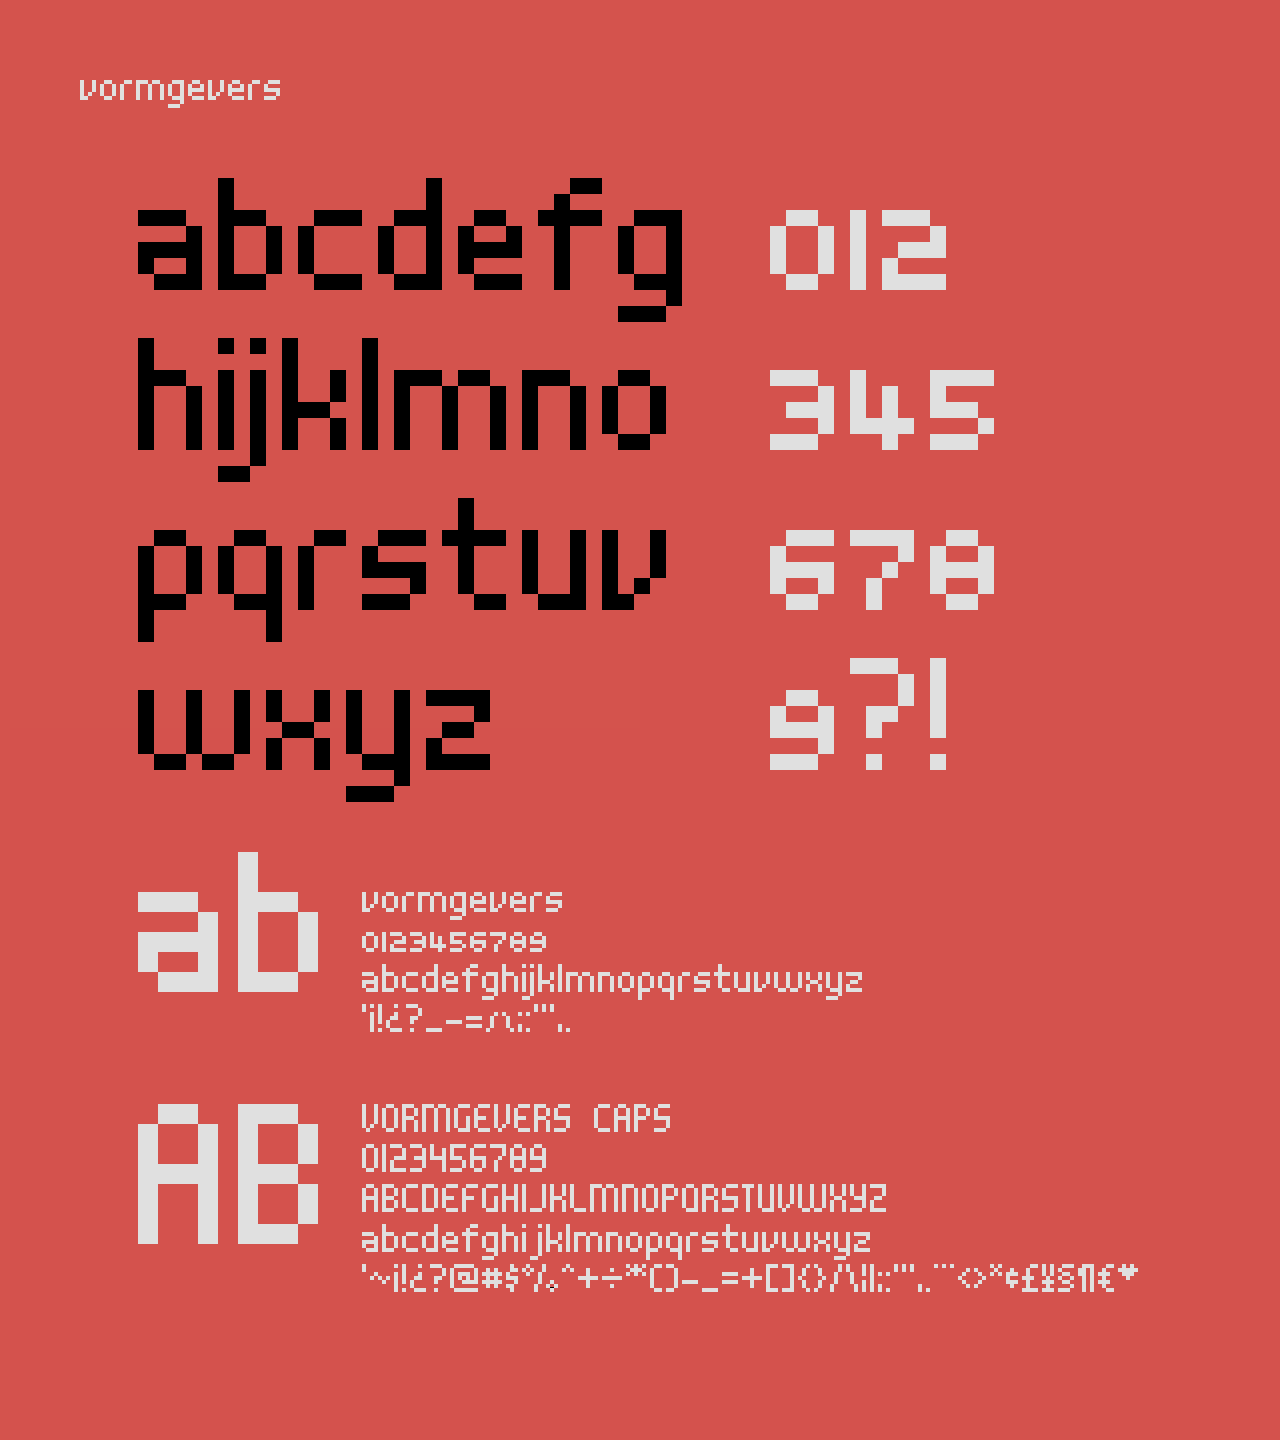 vormgevers
abcdefg
012
hijklmno
345
pqrstuv
678
wxyz
9?!
ab
vormgevers
0123456789
abcdefghijklmnopqrstuvwxyz
'¡!¿?_-=/\;:"',.
AB
VORMGEVERS CAPS
0123456789
ABCDEFGHIJKLMNOPQRSTUVWXYZ
abcdefghijklmnopqrstuvwxyz
'~¡!¿?[@#$%^+÷*()-_=+[]{}/\¦|;:"',.¨<>×¢£¥§¶€♥